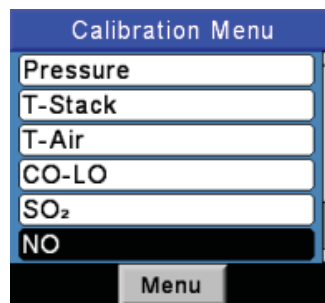 Calibration Menu
Pressure
T-Stack
T-Air
CO-LO
SO₂
NO
Menu